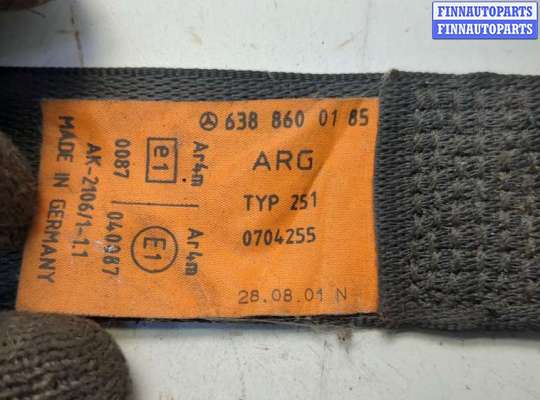 FINNAUTOPARTS
FINNAUTOPARTS
638 860 01 85
ARG
TYP 251
0704255
28.08.01 N
Ar4m Ar4m
e1 E1
0087 040087
AK-2106/1-1.1
MADE IN GERMANY